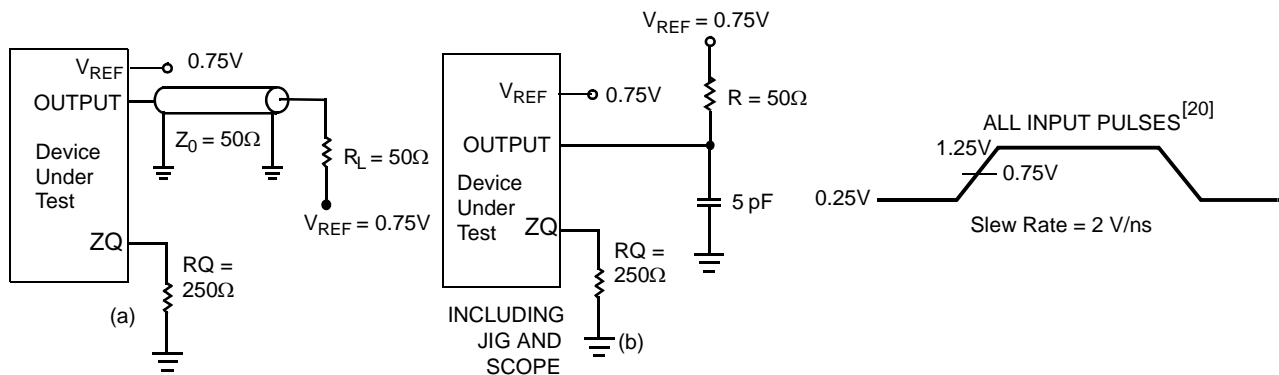 V_REF
0.75V
OUTPUT
Z_0 = 50Ω
Device
Under
Test
R_L = 50Ω
V_REF = 0.75V
ZQ
RQ =
250Ω
(a)
V_REF = 0.75V
V_REF
0.75V
R = 50Ω
OUTPUT
Device
Under
Test
5 pF
ZQ
RQ =
250Ω
INCLUDING
JIG AND
SCOPE
(b)
ALL INPUT PULSES[20]
1.25V
0.75V
0.25V
Slew Rate = 2 V/ns